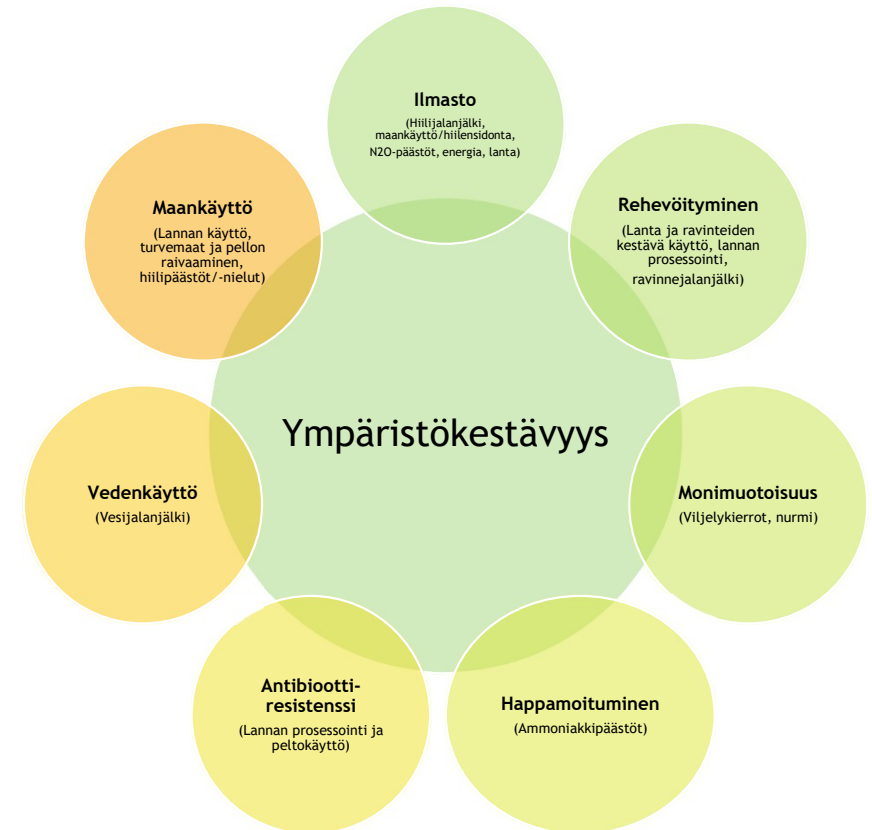 Ilmasto
(Hiilijalanjälki,
maankäyttö/hiilensidonta,
N2O-päästöt, energia, lanta)
Rehevöityminen
(Lanta ja ravinteiden
kestävä käyttö, lannan
prosessointi,
ravinnejalanjälki)
Monimuotoisuus
(Viljelykierrot, nurmi)
Happamoituminen
(Ammoniakkipäästöt)
Antibiootti-
resistenssi
(Lannan prosessointi ja
peltokäyttö)
Vedenkäyttö
(Vesijalanjälki)
Maankäyttö
(Lannan käyttö,
turvemaat ja pellon
raivaaminen,
hiilipäästöt/-nielut)
Ympäristökestävyys